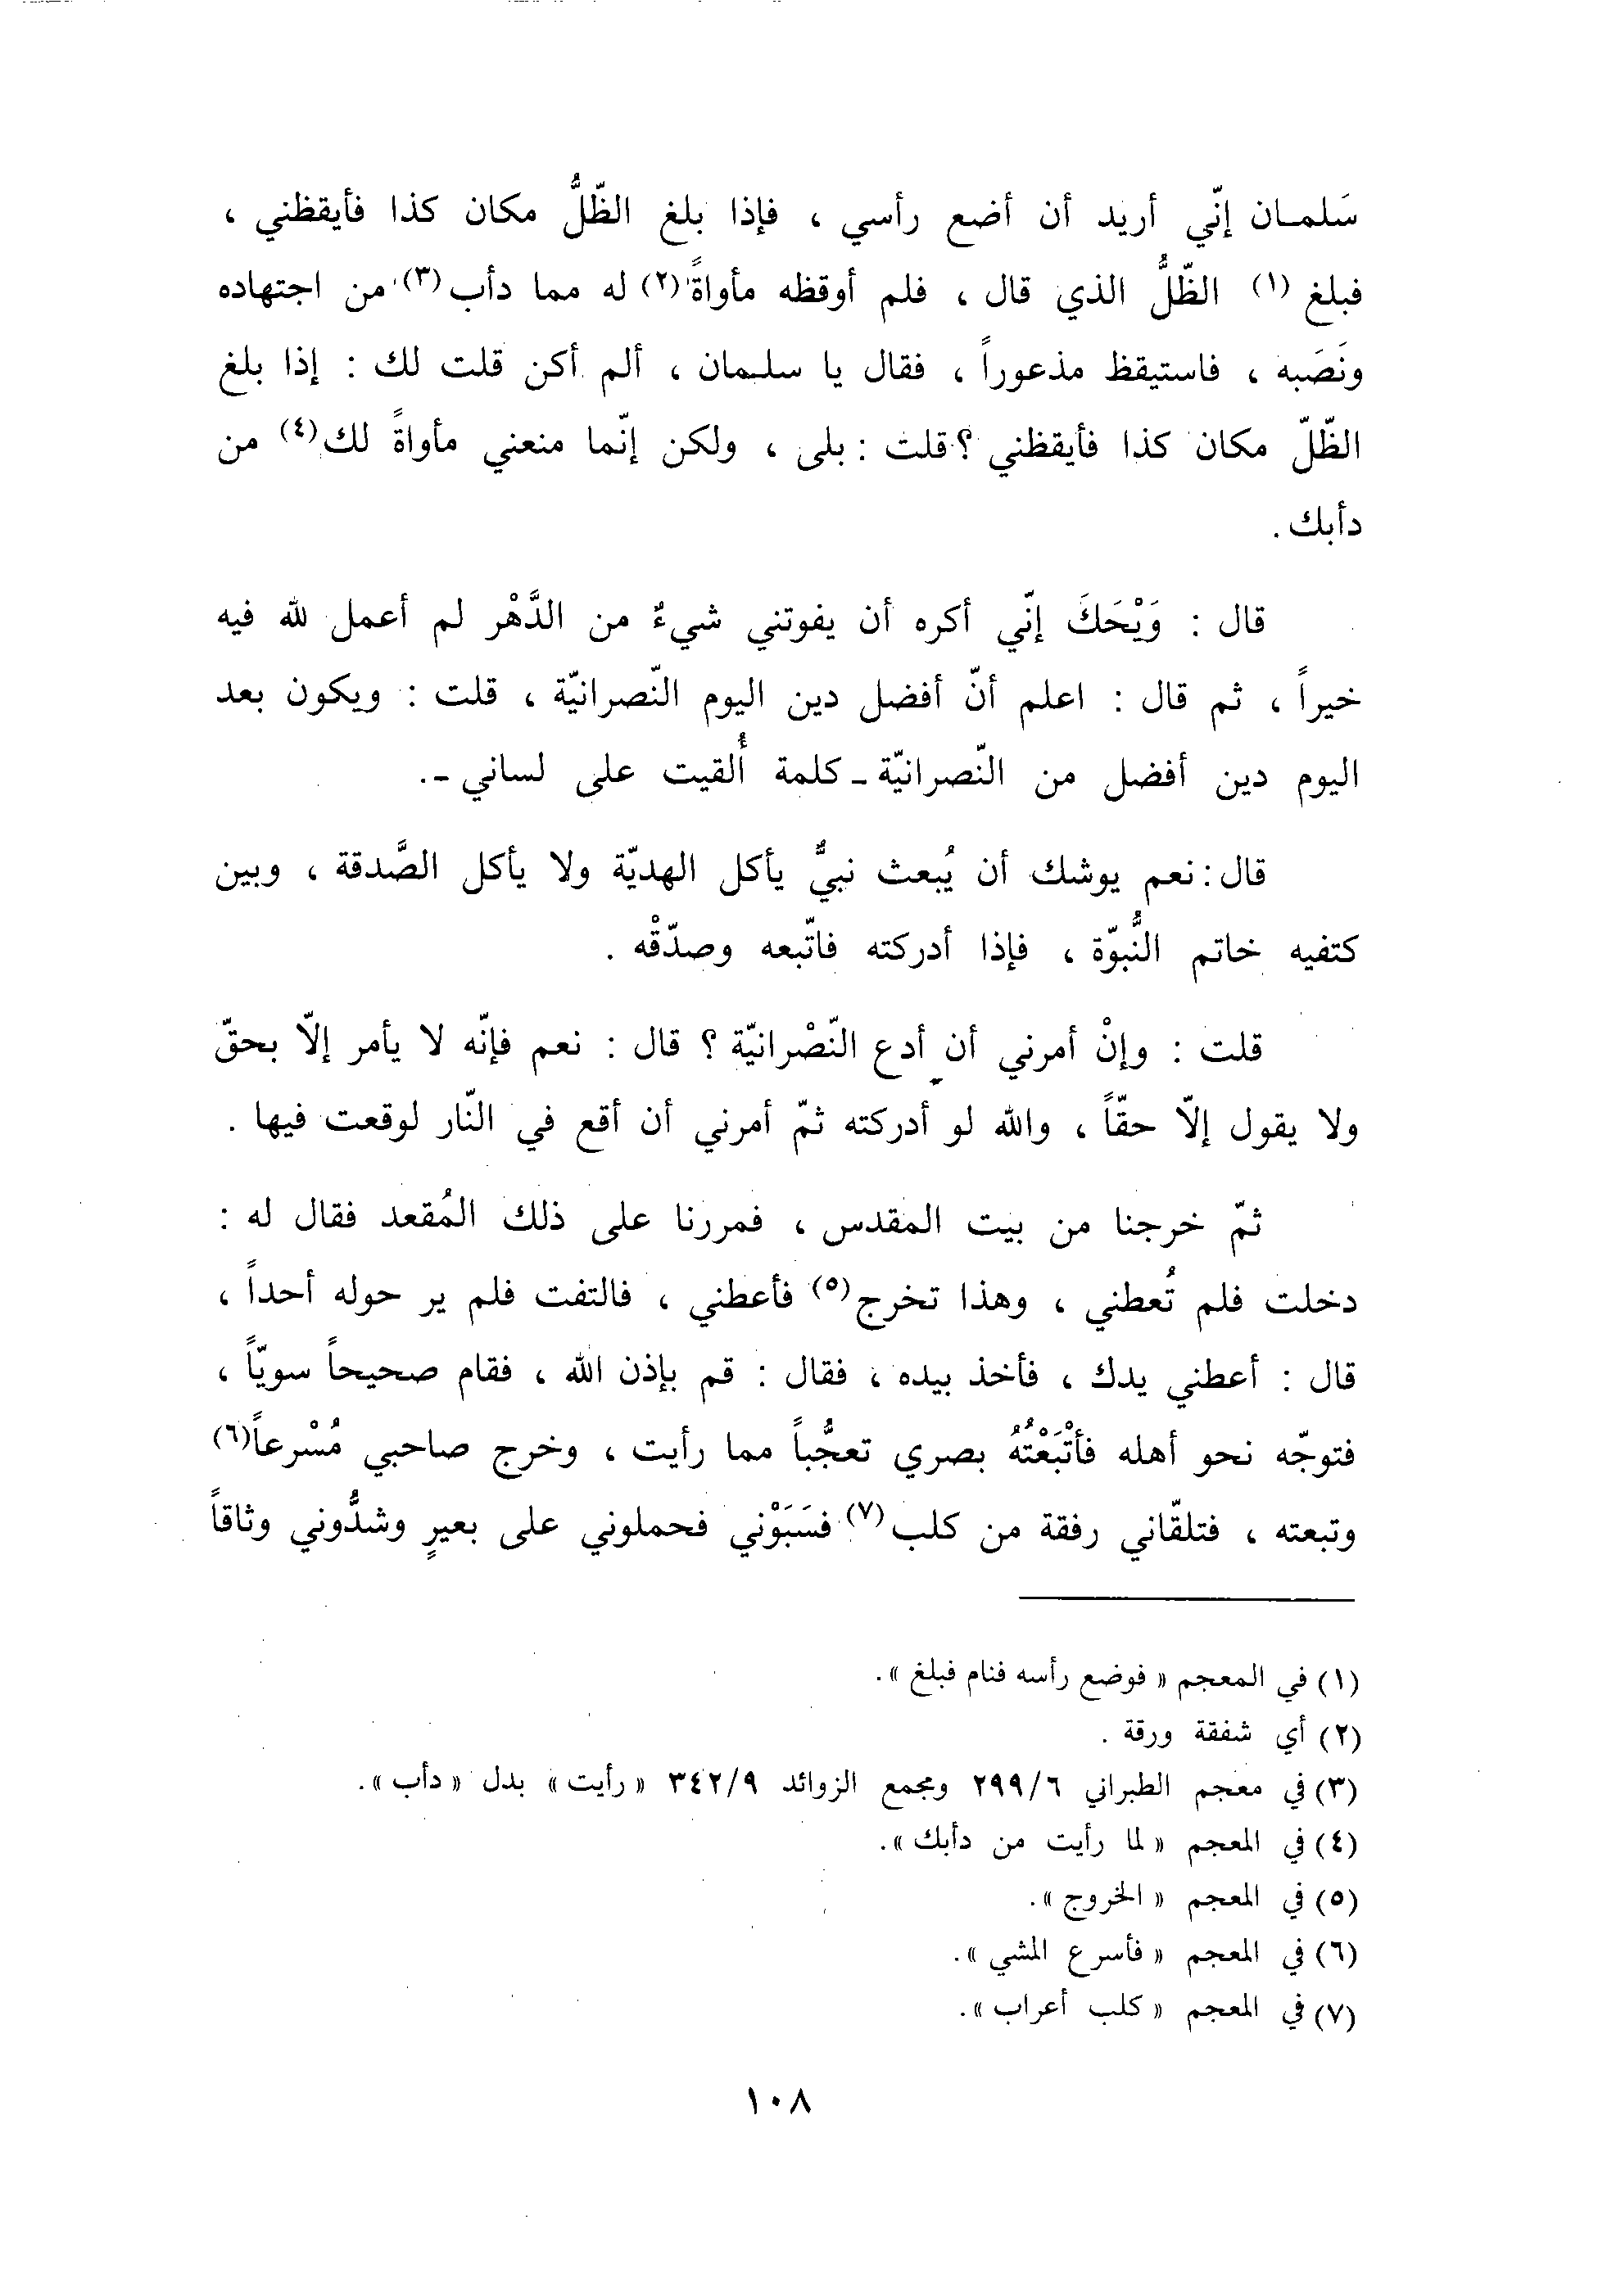 سَلمـان إنّي أريد أن أضع رأسي ، فإذا بلغ الظّلُّ مكان كذا فأيقظني ،
فبلغ (١) الظّلُّ الذي قال ، فلم أوقظه مأواةً (٢) له مما دأب (٣) من اجتهاده
ونَصَبه ، فاستيقظ مذعوراً ، فقال يا سلـمان ، ألم أكن قلت لك : إذا بلغ
الظّلّ مكان كذا فأيقظني ؟ قلت : بلى ، ولكن إنّما منعني مأواةً لك (٤) من
دأبك .
قال : وَيْحَكَ إنّي أكره أن يفوتني شيءٌ من الدَّهْر لم أعمل لله فيه
خيراً ، ثم قال : اعلم أنّ أفضل دين اليوم النّصرانيّة ، قلت : ويكون بعد
اليوم دين أفضل من النّصرانيّة - كلمة أُلقيت على لساني - .
قال : نعم يوشك أن يُبعث نبيٌّ يأكل الهديّة ولا يأكل الصَّدقة ، وبين
كتفيه خاتم النُّبوّة ، فإذا أدركته فاتّبعه وصدّقْه .
قلت : وإنْ أمرني أن أدع النّصْرانيّة ؟ قال : نعم فإنّه لا يأمر إلّا بحقّ
ولا يقول إلّا حقّاً ، والله لو أدركته ثمّ أمرني أن أقع في النّار لوقعت فيها .
ثمّ خرجنا من بيت المقدس ، فمررنا على ذلك المُقعد فقال له :
دخلت فلم تُعطني ، وهذا تخرج (٥) فأعطني ، فالتفت فلم ير حوله أحداً ،
قال : أعطني يدك ، فأخذ بيده ، فقال : قم بإذن الله ، فقام صحيحاً سويّاً ،
فتوجّه نحو أهله فأتْبَعْتُهُ بصري تعجُّباً مما رأيت ، وخرج صاحبي مُسْرعاً (٦)
وتبعته ، فتلقّاني رفقة من كلب (٧) فسَبَوْني فحملوني على بعيرٍ وشدُّوني وثاقاً
(١) في المعجم « فوضع رأسه فنام فبلغ » .
(٢) أي شفقة ورقة .
(٣) في معجم الطبراني ٢٩٩/٦ ومجمع الزوائد ٣٤٢/٩ « رأيت » بدل « دأب » .
(٤) في المعجم « لما رأيت من دأبك » .
(٥) في المعجم « الخروج » .
(٦) في المعجم « فأسرع المشي » .
(٧) في المعجم « كلب أعراب » .
١٠٨